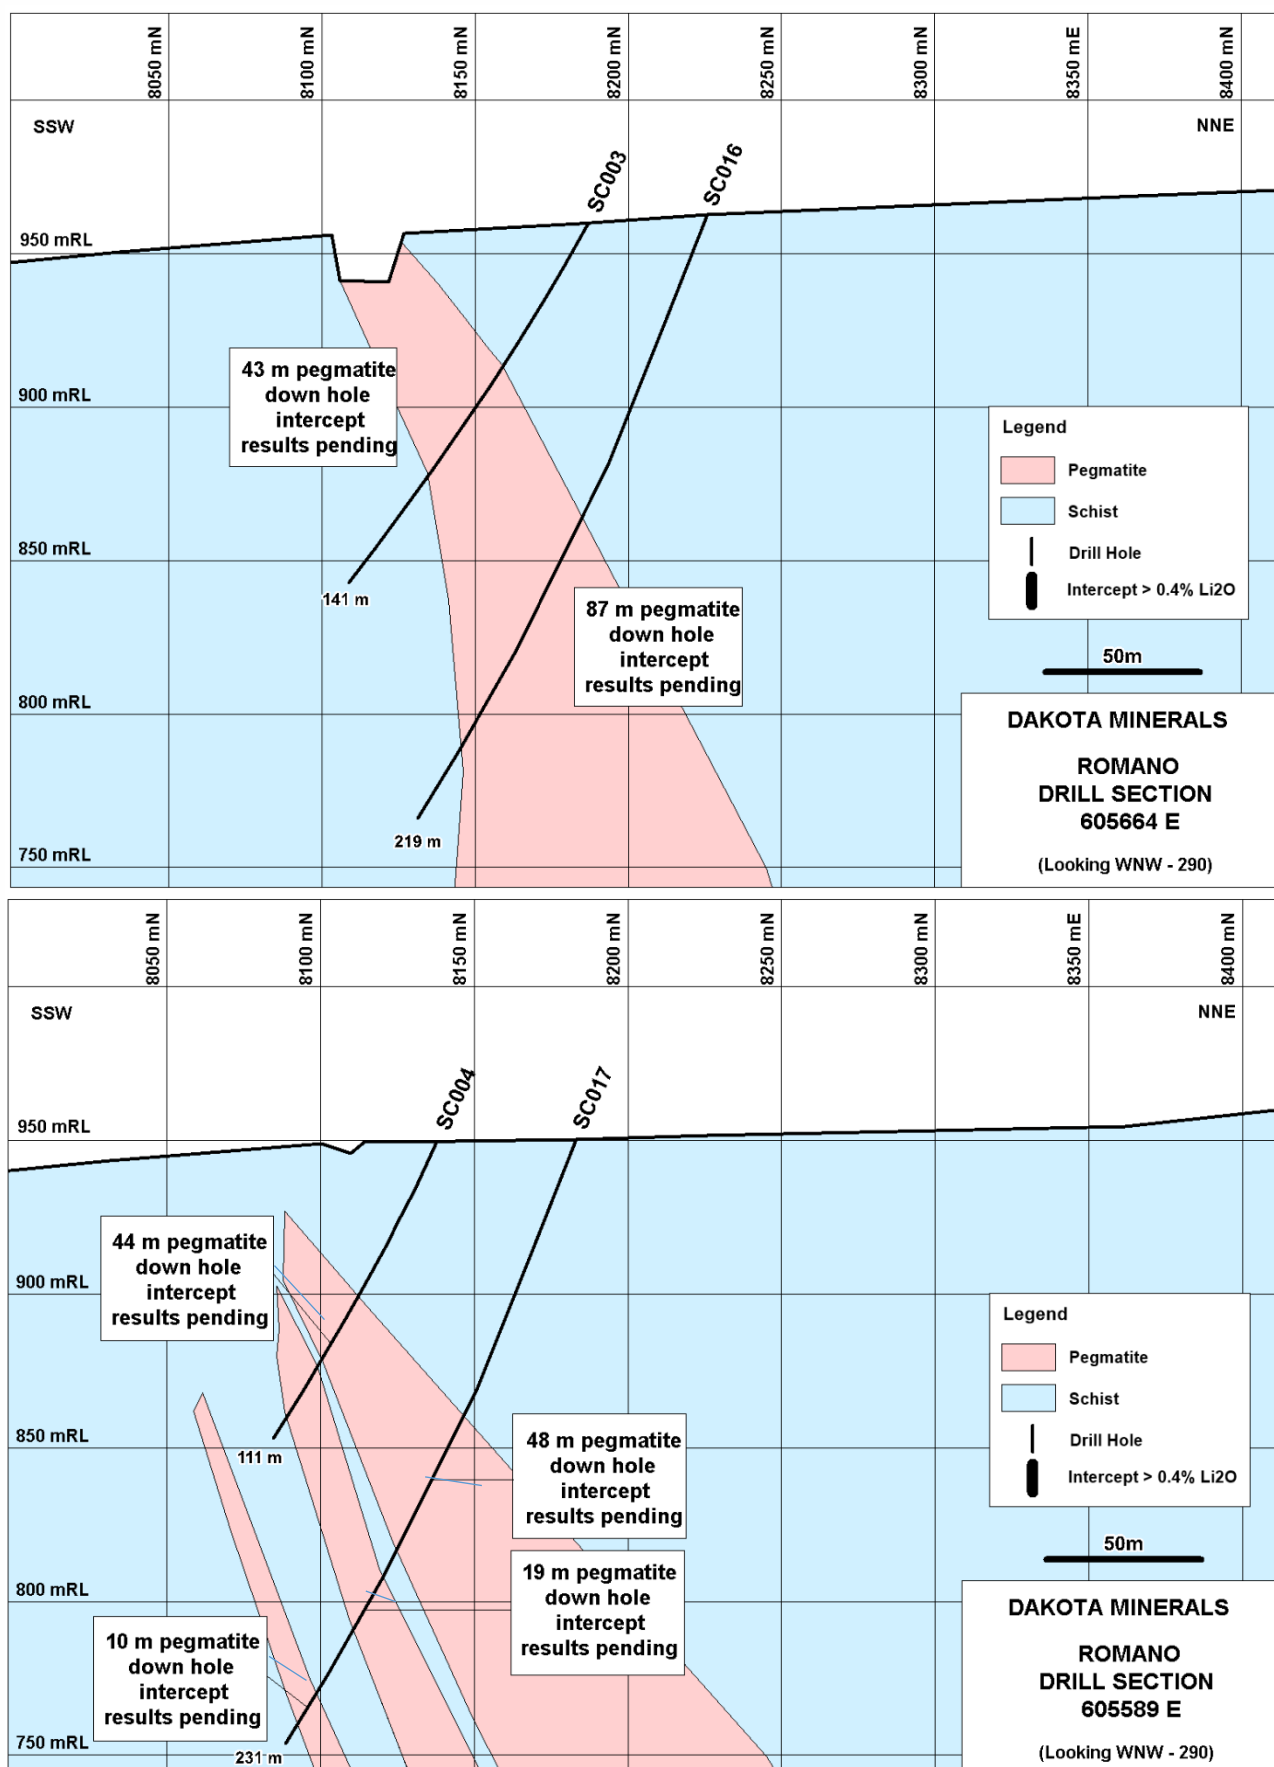 8050 mN
8100 mN
8150 mN
8200 mN
8250 mN
8300 mN
8350 mE
8400 mN
SSW
NNE
SC003
SC016
950 mRL
43 m pegmatite
down hole
intercept
results pending
900 mRL
Legend
Pegmatite
Schist
Drill Hole
Intercept > 0.4% Li2O
850 mRL
141 m
87 m pegmatite
down hole
intercept
results pending
50m
800 mRL
DAKOTA MINERALS
ROMANO
DRILL SECTION
605664 E
(Looking WNW - 290)
219 m
750 mRL
8050 mN
8100 mN
8150 mN
8200 mN
8250 mN
8300 mN
8350 mE
8400 mN
SSW
NNE
SC004
SC017
950 mRL
44 m pegmatite
down hole
intercept
results pending
900 mRL
Legend
Pegmatite
Schist
Drill Hole
Intercept > 0.4% Li2O
850 mRL
111 m
48 m pegmatite
down hole
intercept
results pending
50m
19 m pegmatite
down hole
intercept
results pending
800 mRL
10 m pegmatite
down hole
intercept
results pending
DAKOTA MINERALS
ROMANO
DRILL SECTION
605589 E
(Looking WNW - 290)
750 mRL
231 m